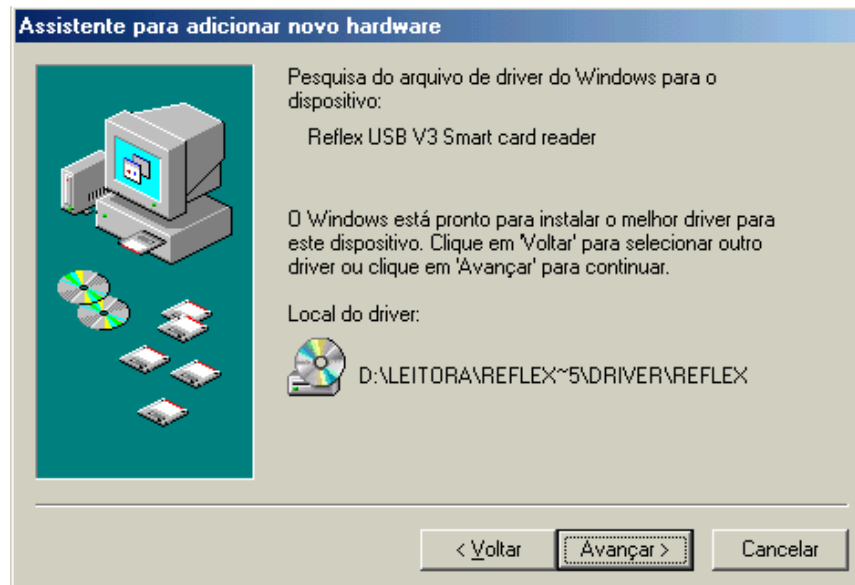 Assistente para adicionar novo hardware
Pesquisa do arquivo de driver do Windows para o
dispositivo:
Reflex USB V3 Smart card reader
O Windows está pronto para instalar o melhor driver para
este dispositivo. Clique em 'Voltar' para selecionar outro
driver ou clique em 'Avançar' para continuar.
Local do driver:
D:\LEITORA\REFLEX~5\DRIVER\REFLEX
< Voltar
Avançar >
Cancelar